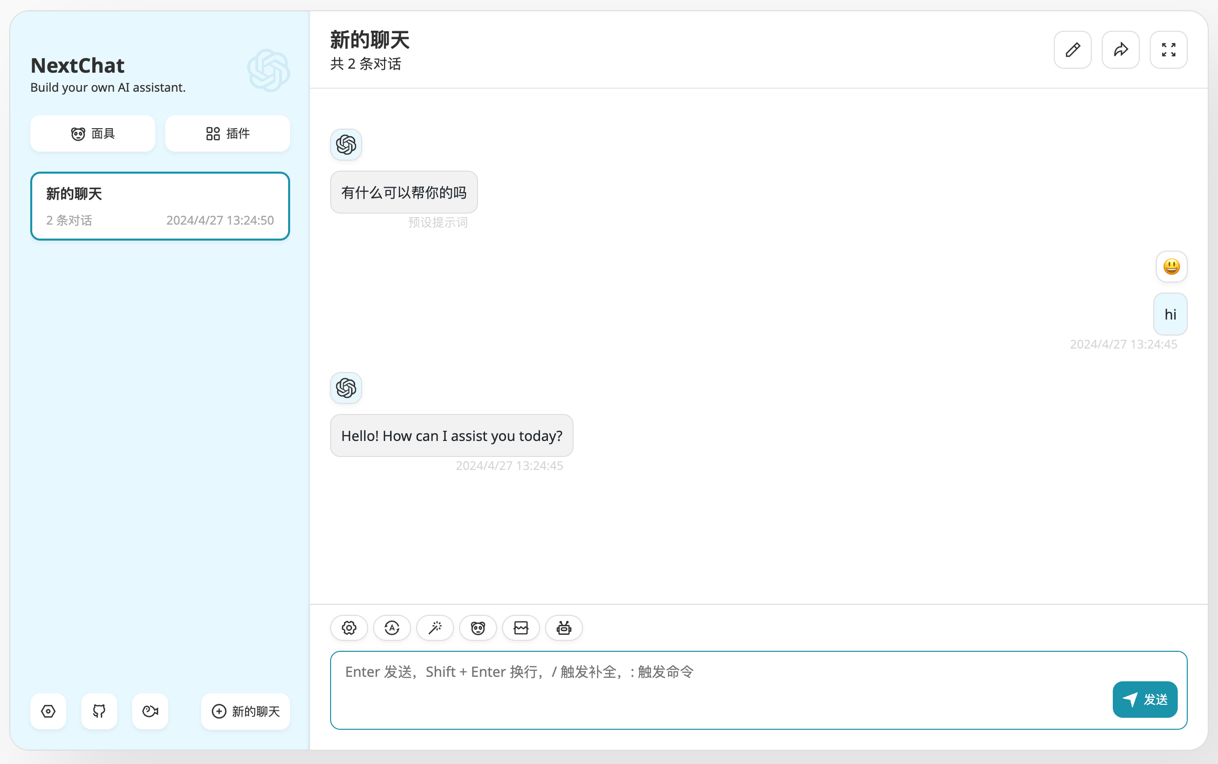 NextChat
Build your own AI assistant.
面具
插件
新的聊天
2 条对话
2024/4/27 13:24:50
新的聊天
新的聊天
共 2 条对话
有什么可以帮你的吗
预设提示词
hi
2024/4/27 13:24:45
Hello! How can I assist you today?
2024/4/27 13:24:45
A
Enter 发送，Shift + Enter 换行，/ 触发补全，: 触发命令
发送